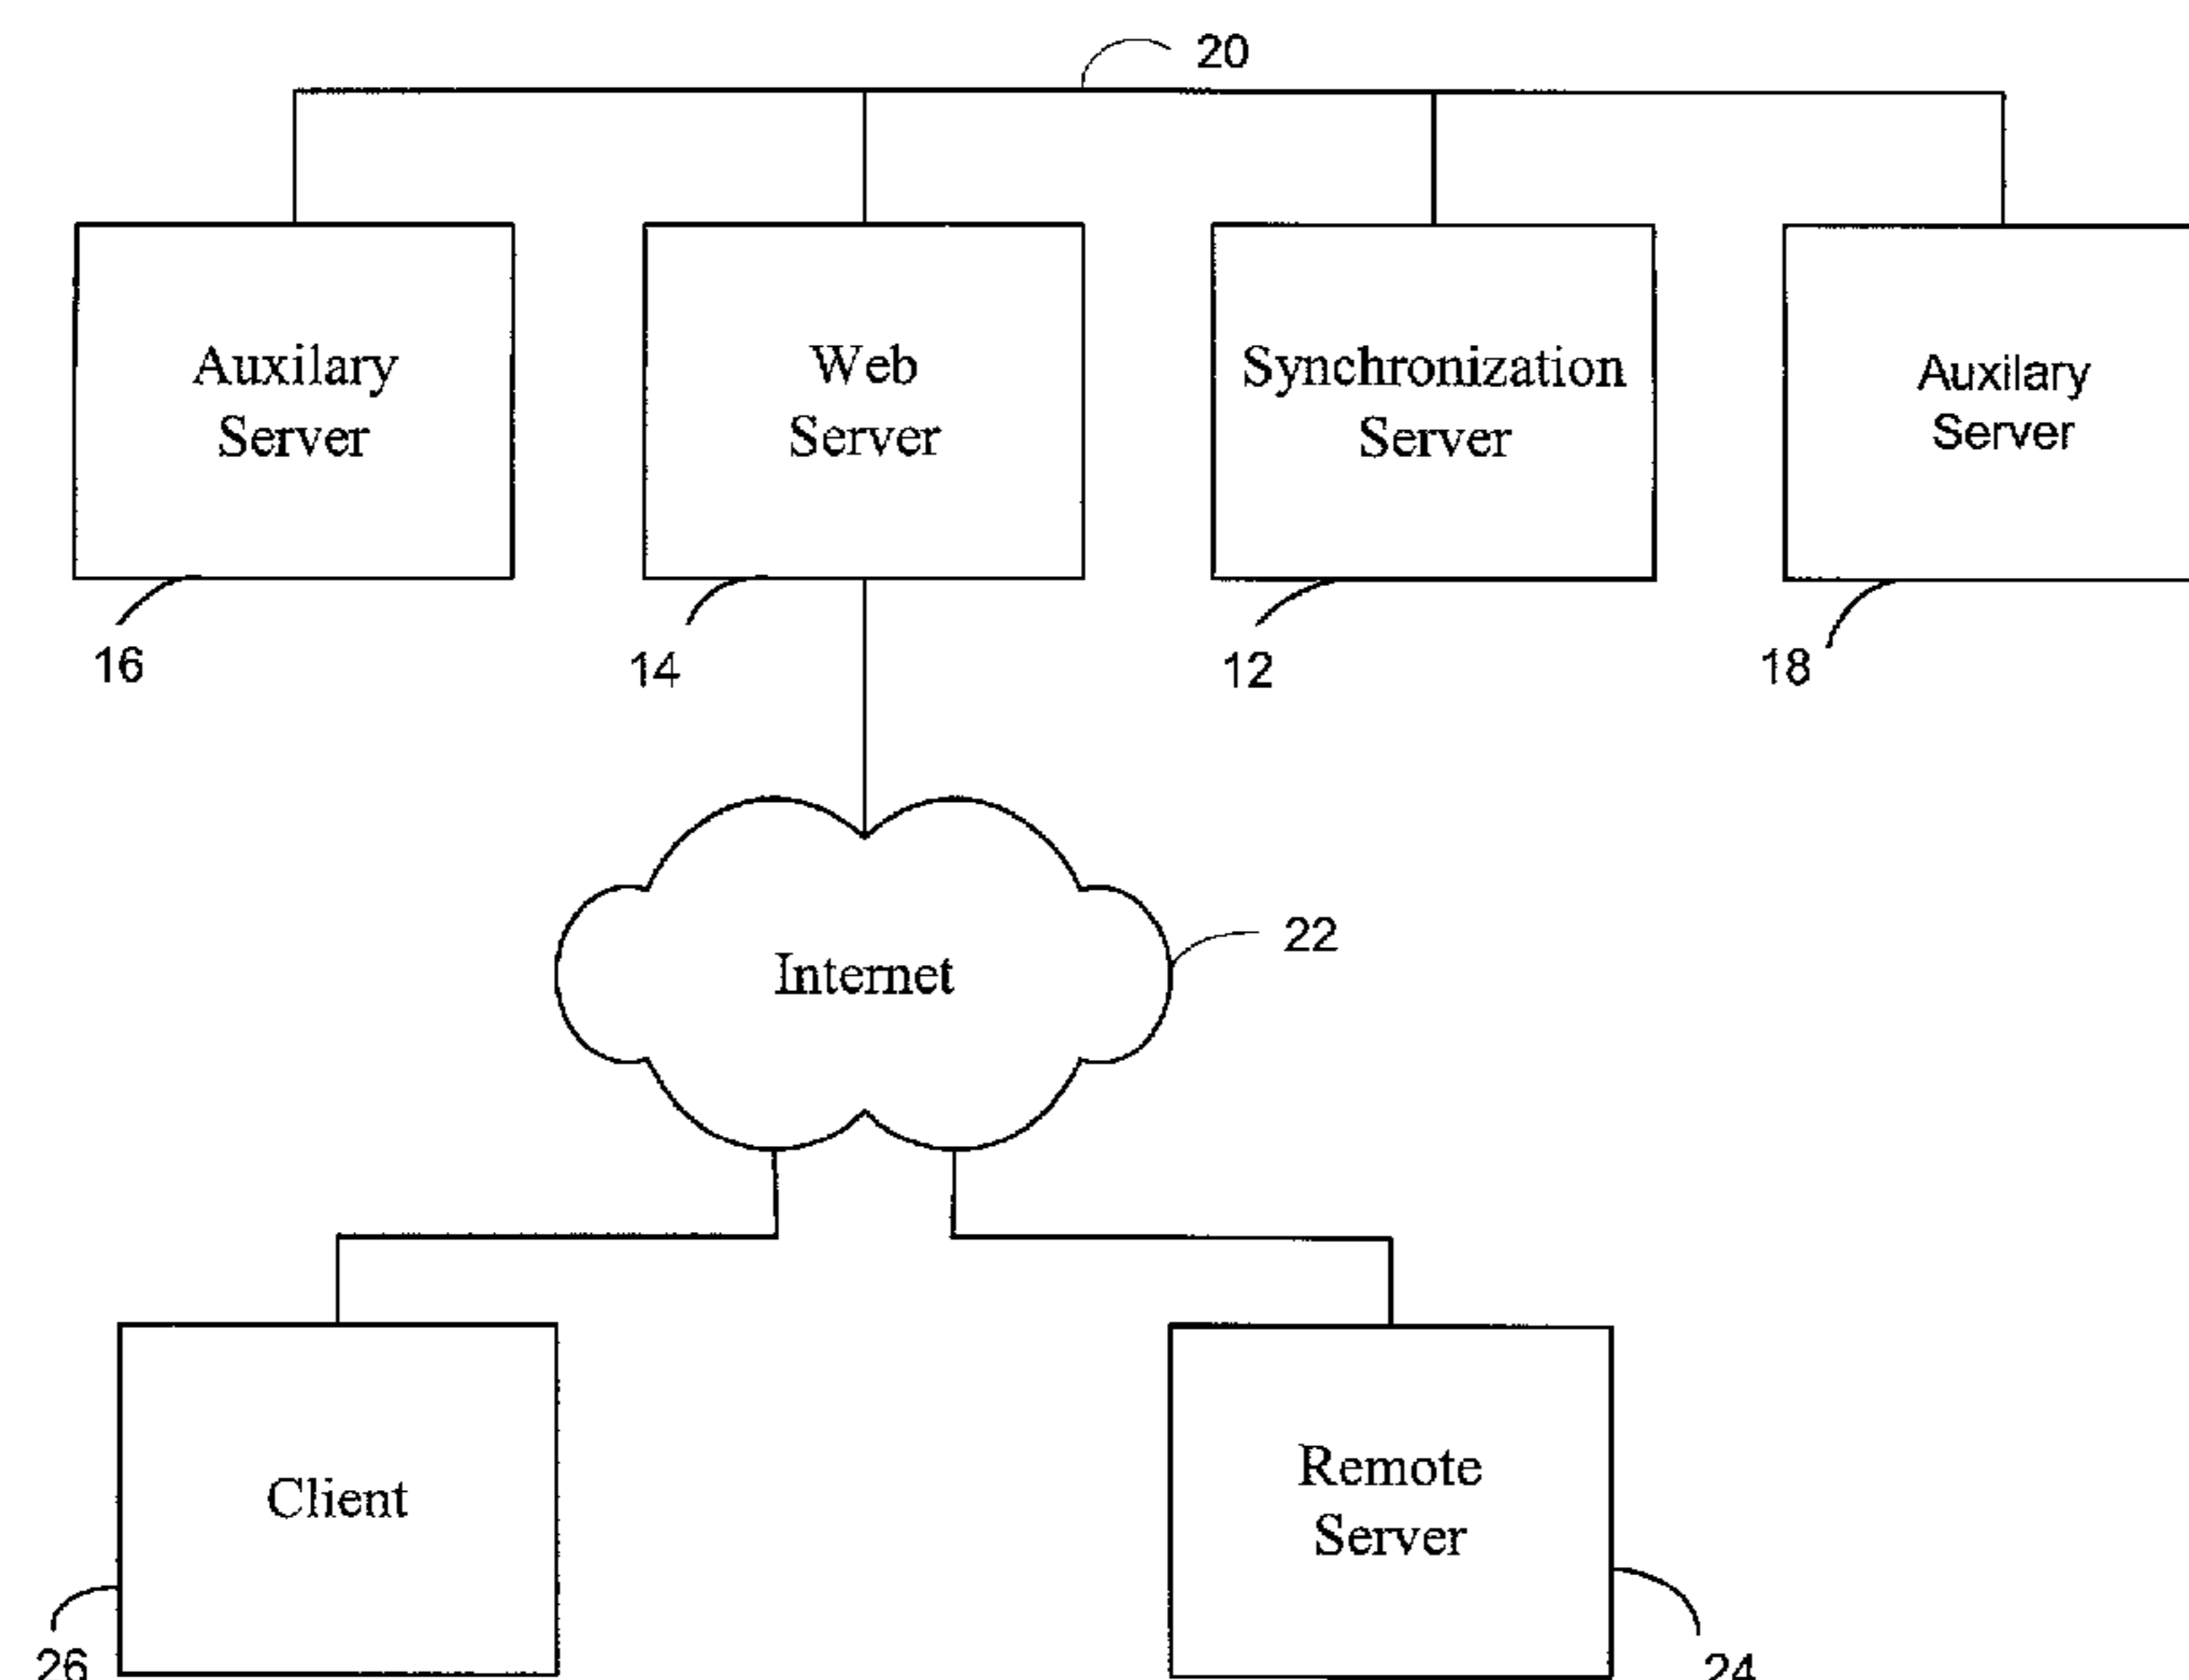 20
Auxilary
Server
Web
Server
Synchronization
Server
Auxilary
Server
16
14
12
18
Internet
22
Client
Remote
Server
26
24